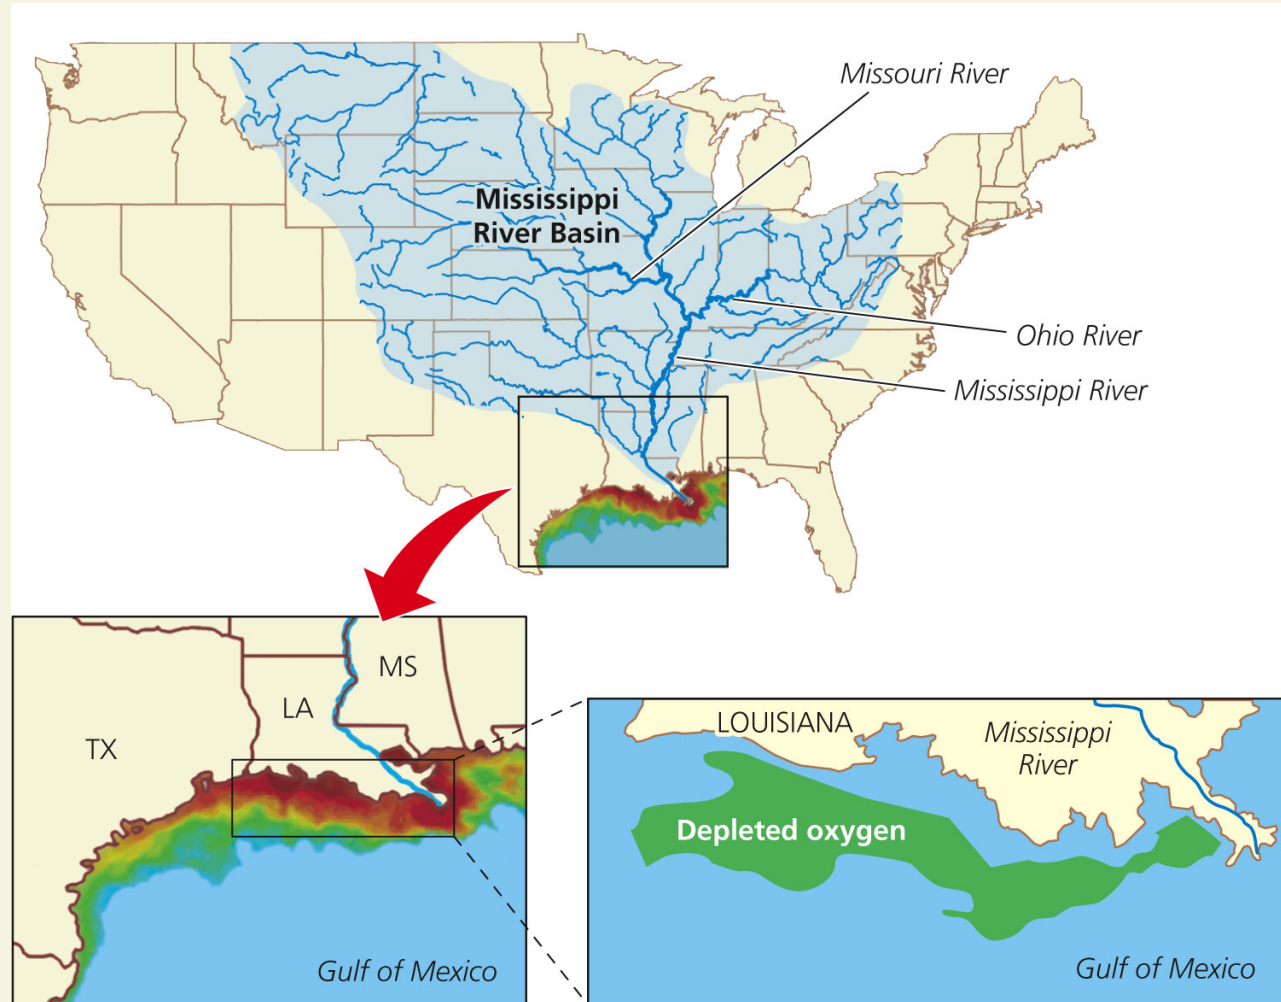 Missouri River
Mississippi
River Basin
Ohio River
Mississippi River
MS
LA
TX
Gulf of Mexico
LOUISIANA
Mississippi
River
Depleted oxygen
Gulf of Mexico